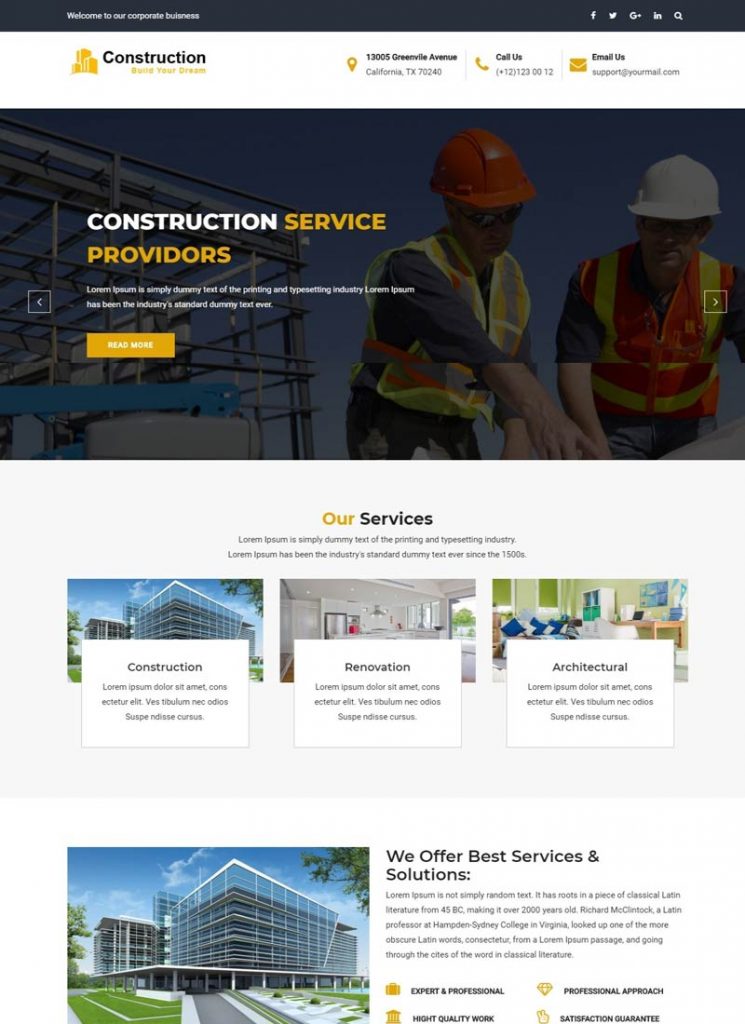 Welcome to our corporate buisness
Construction
Build Your Dream
13005 Greenvile Avenue
California, TX 70240
Call Us
(+12)123 00 12
Email Us
support@yourmail.com
CONSTRUCTION SERVICE
PROVIDORS
Lorem Ipsum is simply dummy text of the printing and typesetting industry Lorem Ipsum
has been the industry's standard dummy text ever.
READ MORE
Our Services
Lorem Ipsum is simply dummy text of the printing and typesetting industry.
Lorem Ipsum has been the industry's standard dummy text ever since the 1500s.
Construction
Lorem ipsum dolor sit amet, cons
ectetur elit. Ves tibulum nec odios
Suspe ndisse cursus.
Renovation
Lorem ipsum dolor sit amet, cons
ectetur elit. Ves tibulum nec odios
Suspe ndisse cursus.
Architectural
Lorem ipsum dolor sit amet, cons
ectetur elit. Ves tibulum nec odios
Suspe ndisse cursus.
We Offer Best Services &
Solutions:
Lorem Ipsum is not simply random text. It has roots in a piece of classical Latin
literature from 45 BC, making it over 2000 years old. Richard McClintock, a Latin
professor at Hampden-Sydney College in Virginia, looked up one of the more
obscure Latin words, consectetur, from a Lorem Ipsum passage, and going
through the cites of the word in classical literature.
EXPERT & PROFESSIONAL
PROFESSIONAL APPROACH
HIGHT QUALITY WORK
SATISFACTION GUARANTEE